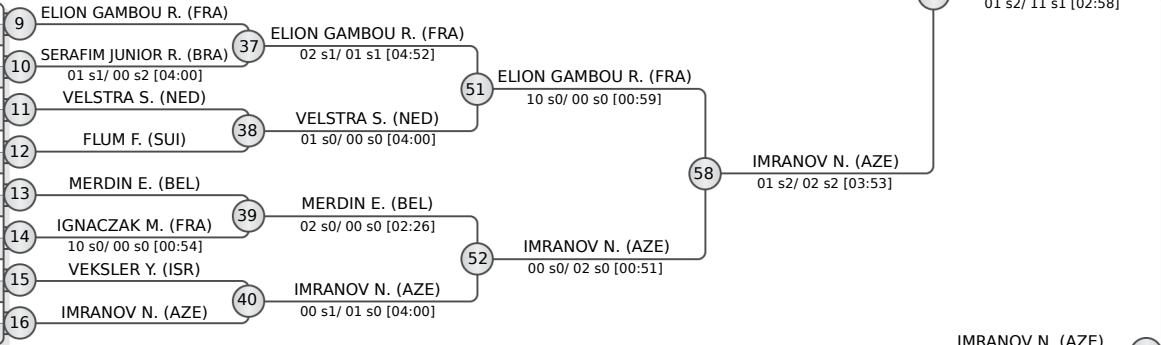 01 s2/ 11 s1 [02:58]
9
ELION GAMBOU R. (FRA)
37
ELION GAMBOU R. (FRA)
02 s1/ 01 s1 [04:52]
10
SERAFIM JUNIOR R. (BRA)
01 s1/ 00 s2 [04:00]
51
ELION GAMBOU R. (FRA)
10 s0/ 00 s0 [00:59]
11
VELSTRA S. (NED)
38
VELSTRA S. (NED)
01 s0/ 00 s0 [04:00]
12
FLUM F. (SUI)
58
IMRANOV N. (AZE)
01 s2/ 02 s2 [03:53]
13
MERDIN E. (BEL)
39
MERDIN E. (BEL)
02 s0/ 00 s0 [02:26]
14
IGNACZAK M. (FRA)
10 s0/ 00 s0 [00:54]
52
IMRANOV N. (AZE)
00 s0/ 02 s0 [00:51]
15
VEKSLER Y. (ISR)
40
IMRANOV N. (AZE)
00 s1/ 01 s0 [04:00]
16
IMRANOV N. (AZE)
IMRANOV N. (AZE)